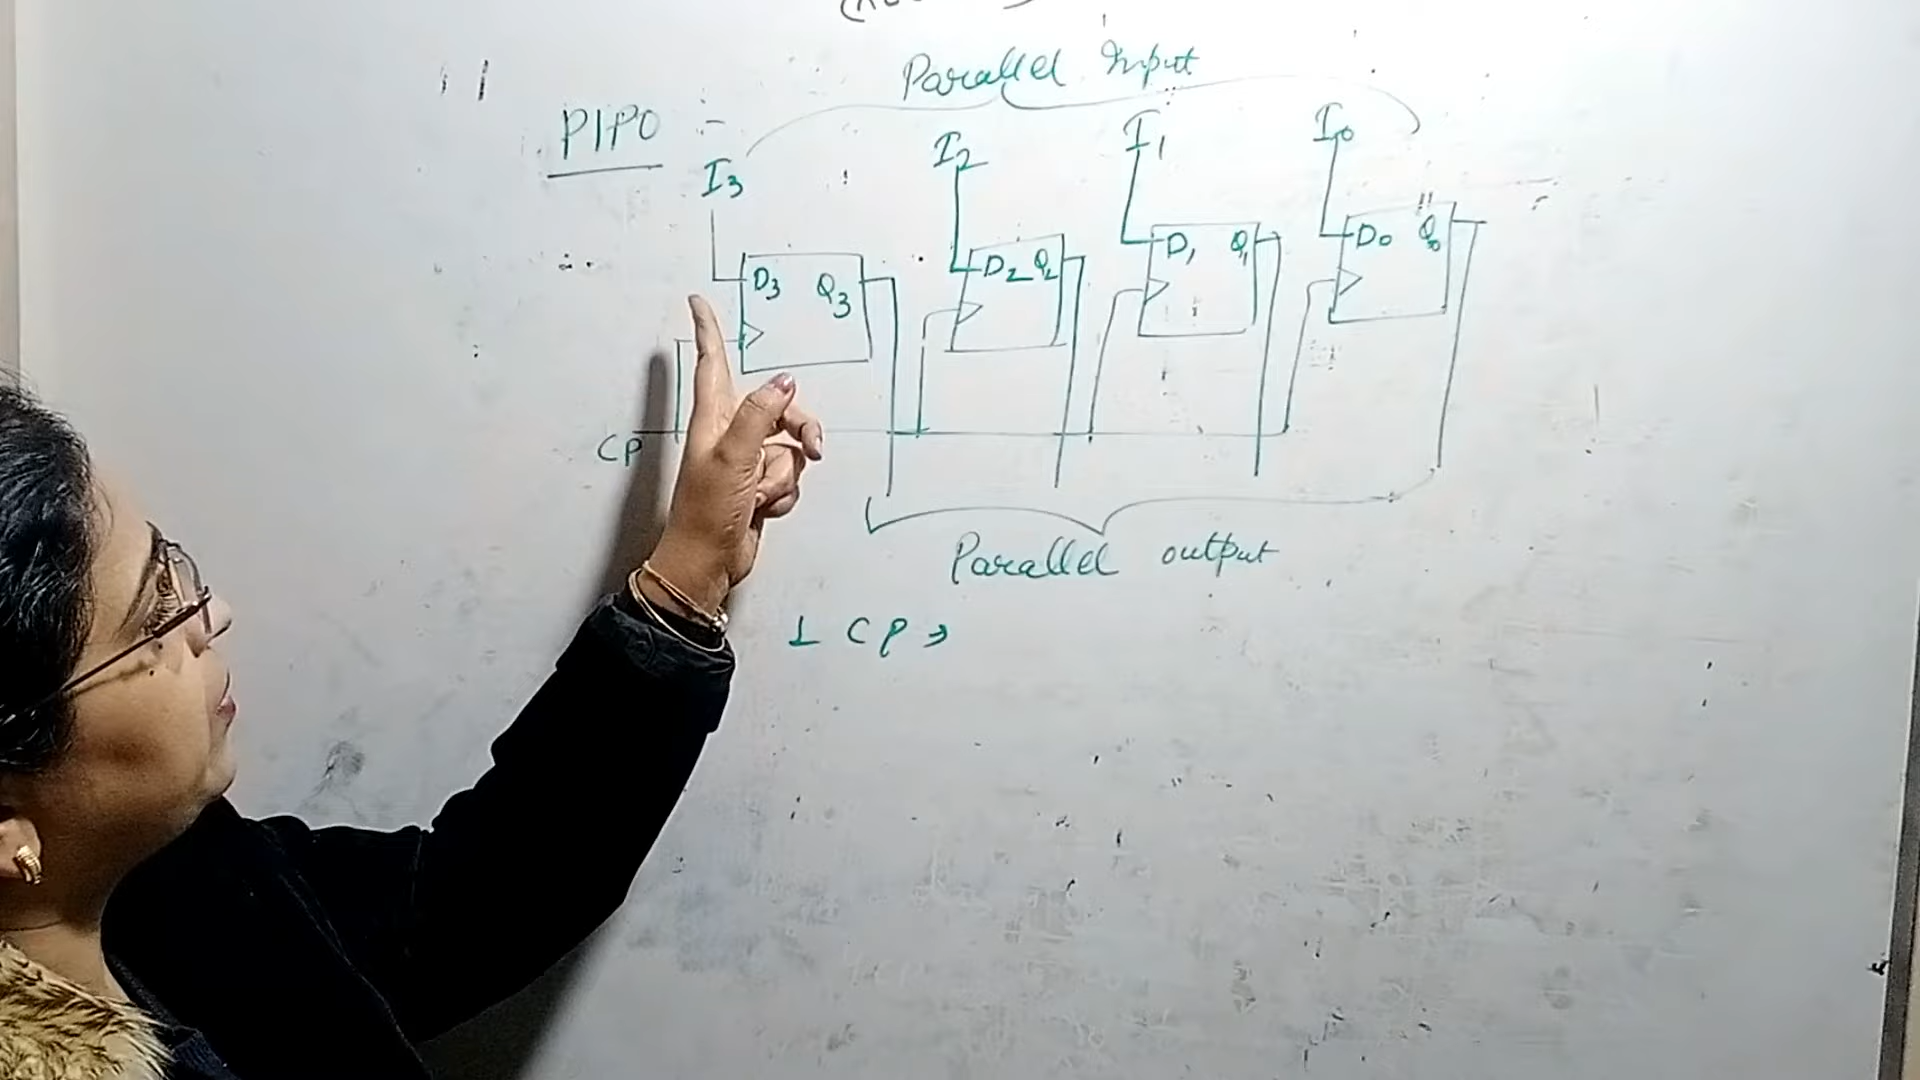 Parallel Input
PIPO :-
I3 I2 I1 I0
D3 Q3 D2 Q2 D1 Q1 D0 Q0
CP
Parallel output
1 CP →